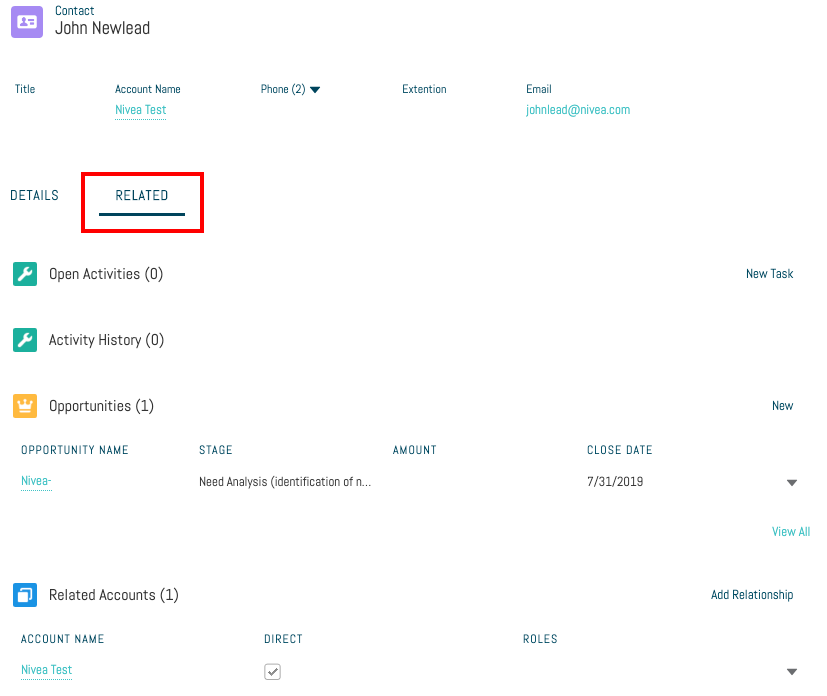 Contact
John Newlead
Title Account Name Phone (2) Extention Email
Nivea Test johnlead@nivea.com
DETAILS RELATED
Open Activities (0) New Task
Activity History (0)
Opportunities (1) New
OPPORTUNITY NAME STAGE AMOUNT CLOSE DATE
Nivea- Need Analysis (identification of n... 7/31/2019
View All
Related Accounts (1) Add Relationship
ACCOUNT NAME DIRECT ROLES
Nivea Test